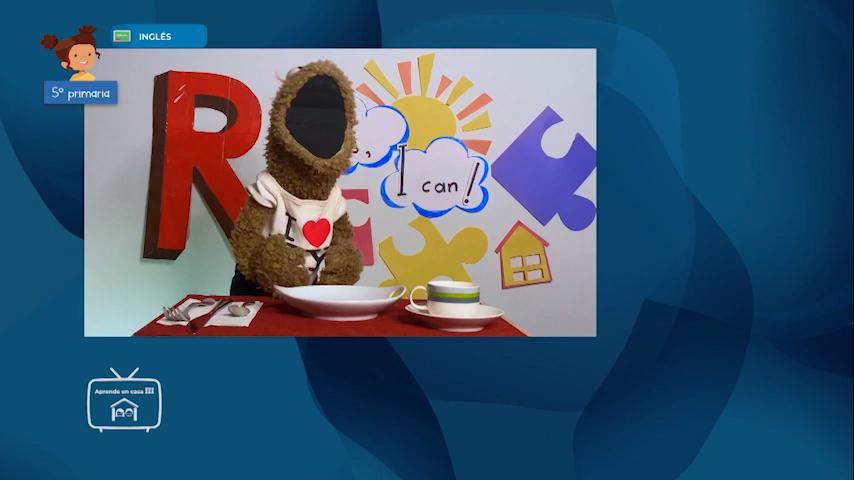 INGLÉS
5° primaria
R
I can!
I ♥
Y
Aprende en casa III